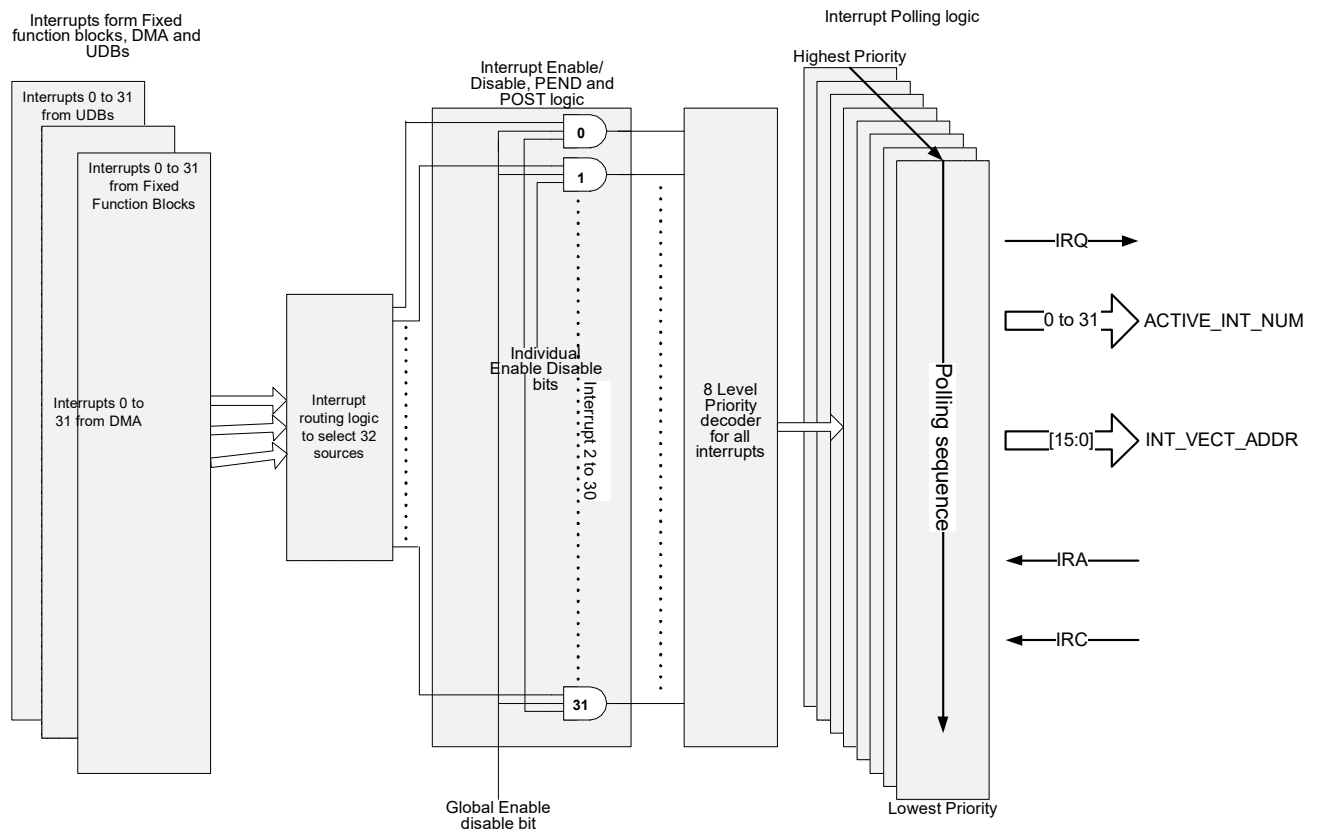 Interrupts form Fixed
function blocks, DMA and
UDBs
Interrupts 0 to 31
from UDBs
Interrupts 0 to 31
from Fixed
Function Blocks
Interrupts 0 to
31 from DMA
Interrupt
routing logic
to select 32
sources
Interrupt Enable/
Disable, PEND and
POST logic
0
1
Individual
Enable Disable
bits
Interrupt 2 to 30
31
Global Enable
disable bit
8 Level
Priority
decoder
for all
interrupts
Interrupt Polling logic
Highest Priority
Polling sequence
Lowest Priority
IRQ
0 to 31 ACTIVE_INT_NUM
[15:0] INT_VECT_ADDR
IRA
IRC